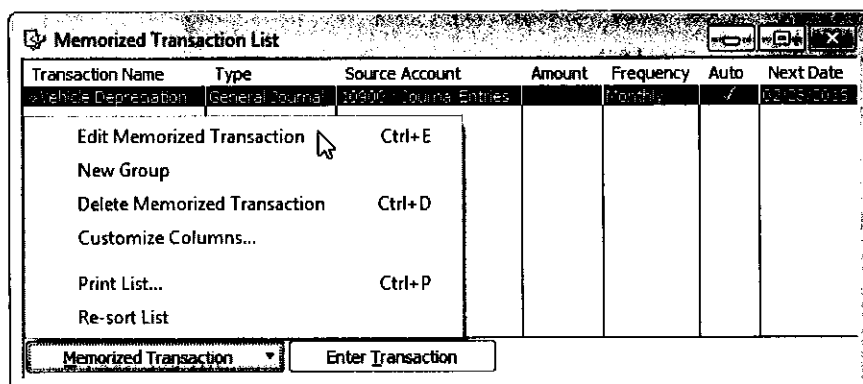 Memorized Transaction List
Transaction Name Type Source Account Amount Frequency Auto Next Date
Vehicle Depreciation General Journal Journal Entries Monthly
Edit Memorized Transaction Ctrl+E
New Group
Delete Memorized Transaction Ctrl+D
Customize Columns...
Print List... Ctrl+P
Re-sort List
Memorized Transaction Enter Transaction